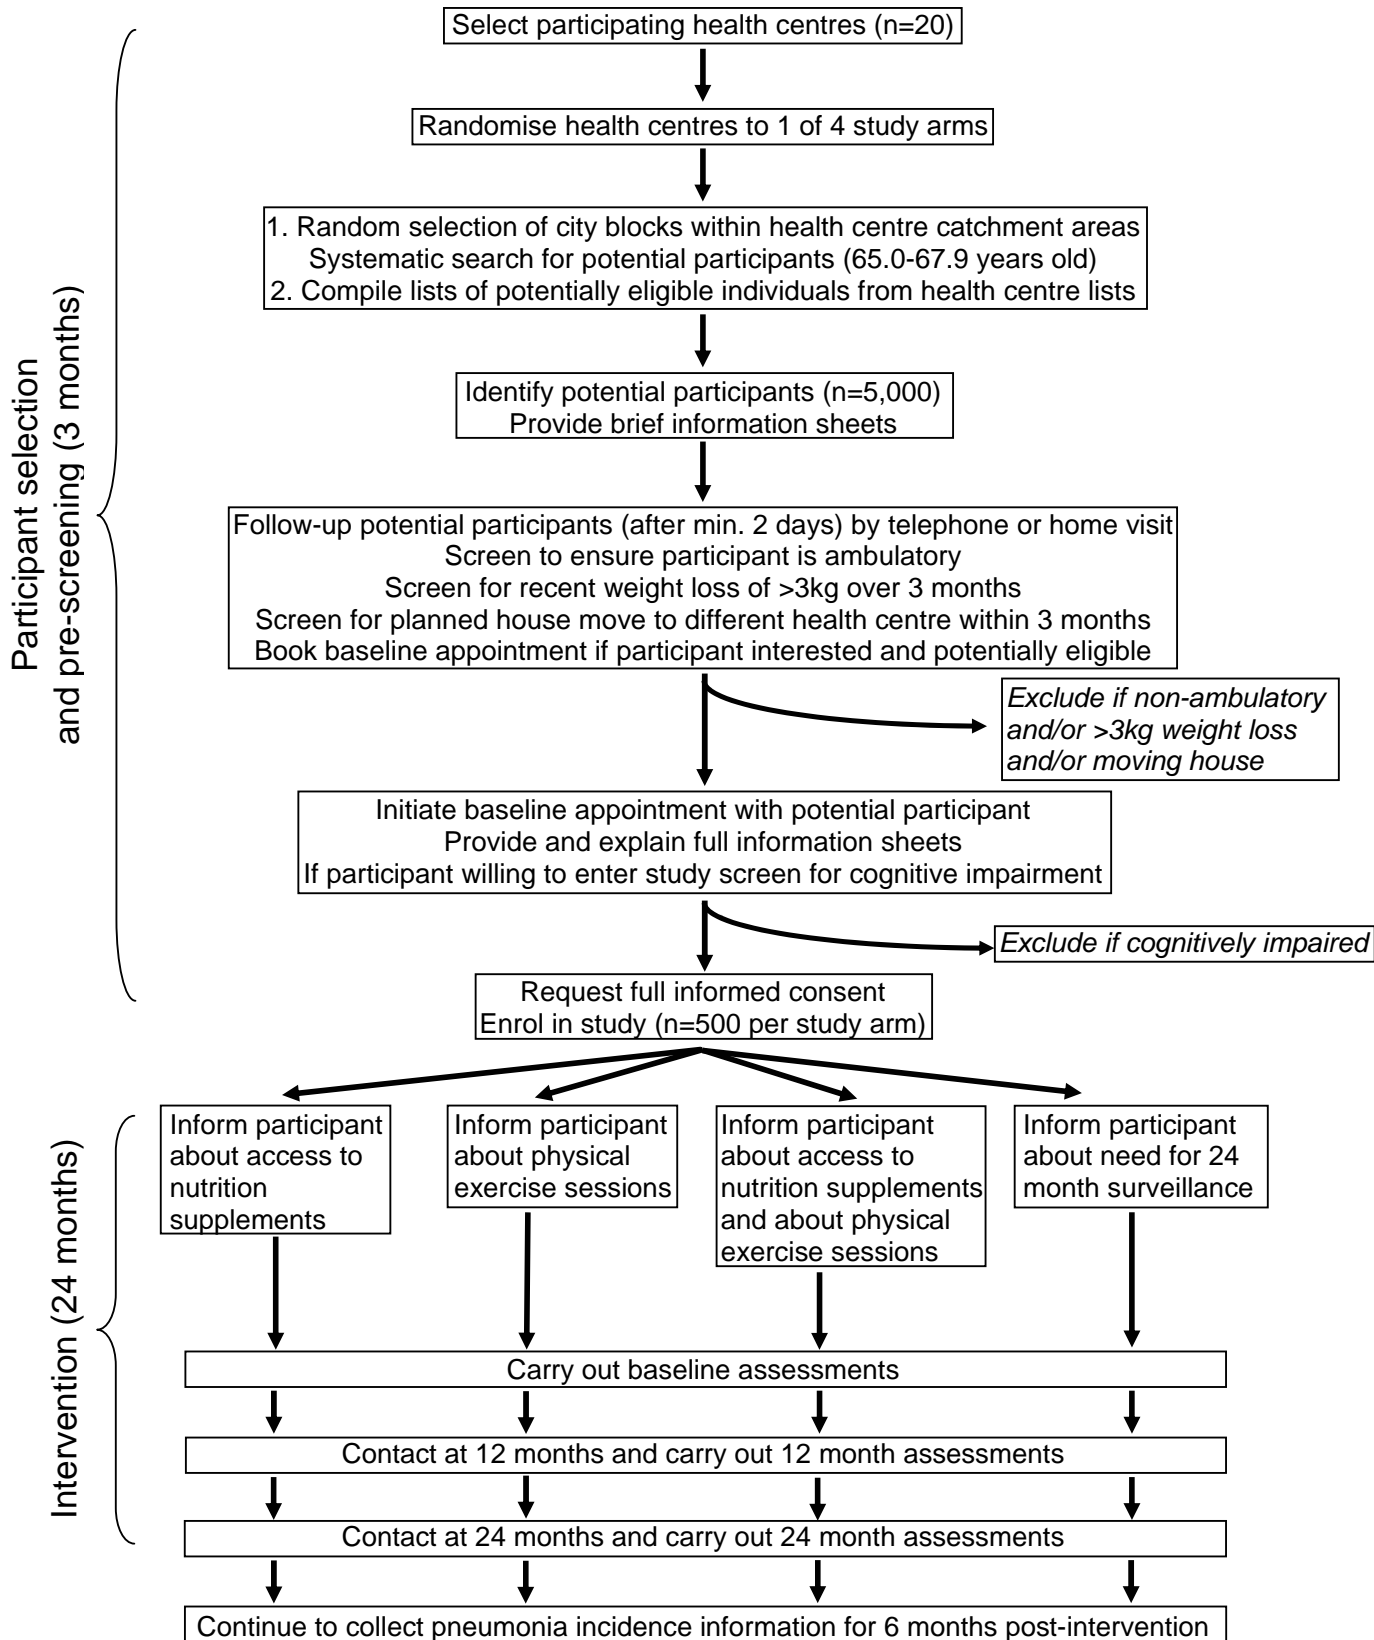 Select participating health centres (n=20)
Randomise health centres to 1 of 4 study arms
1. Random selection of city blocks within health centre catchment areas
Systematic search for potential participants (65.0-67.9 years old)
2. Compile lists of potentially eligible individuals from health centre lists
Identify potential participants (n=5,000)
Provide brief information sheets
Participant selection
and pre-screening (3 months)
Follow-up potential participants (after min. 2 days) by telephone or home visit
Screen to ensure participant is ambulatory
Screen for recent weight loss of >3kg over 3 months
Screen for planned house move to different health centre within 3 months
Book baseline appointment if participant interested and potentially eligible
Exclude if non-ambulatory
and/or >3kg weight loss
and/or moving house
Initiate baseline appointment with potential participant
Provide and explain full information sheets
If participant willing to enter study screen for cognitive impairment
Exclude if cognitively impaired
Request full informed consent
Enrol in study (n=500 per study arm)
Intervention (24 months)
Inform participant
about access to
nutrition
supplements
Inform participant
about physical
exercise sessions
Inform participant
about access to
nutrition supplements
and about physical
exercise sessions
Inform participant
about need for 24
month surveillance
Carry out baseline assessments
Contact at 12 months and carry out 12 month assessments
Contact at 24 months and carry out 24 month assessments
Continue to collect pneumonia incidence information for 6 months post-intervention